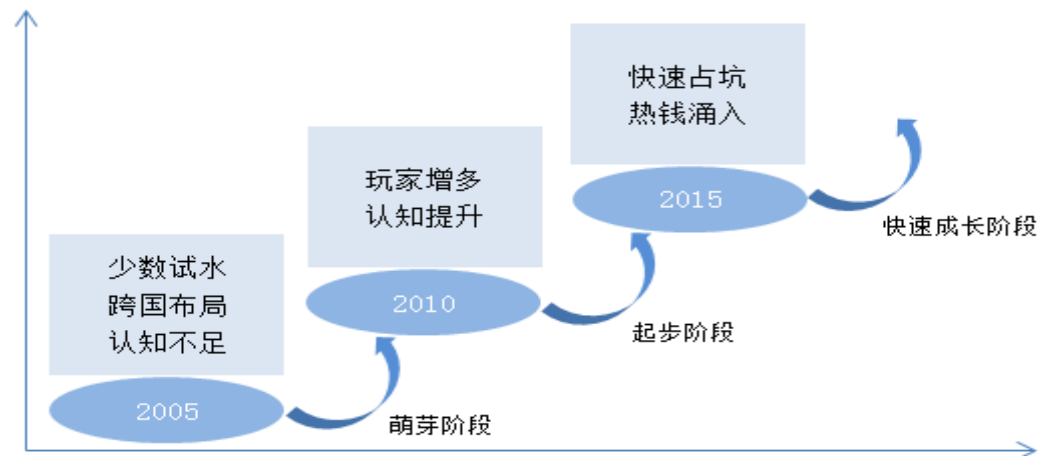 快速占坑
热钱涌入
2015
快速成长阶段
玩家增多
认知提升
2010
起步阶段
少数试水
跨国布局
认知不足
2005
萌芽阶段